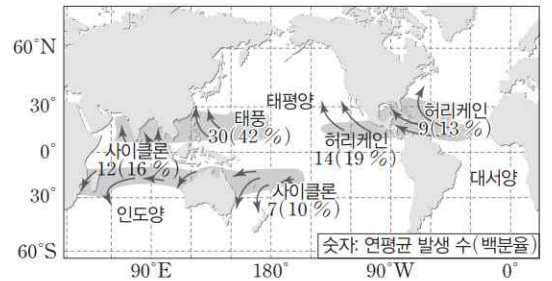 60°N
30°
0°
30°
60°S
태평양
태풍
30(42 %)
허리케인
9(13 %)
사이클론
12(16 %)
허리케인
14(19 %)
대서양
사이클론
7(10 %)
인도양
숫자: 연평균 발생 수(백분율)
90°E 180° 90°W 0°